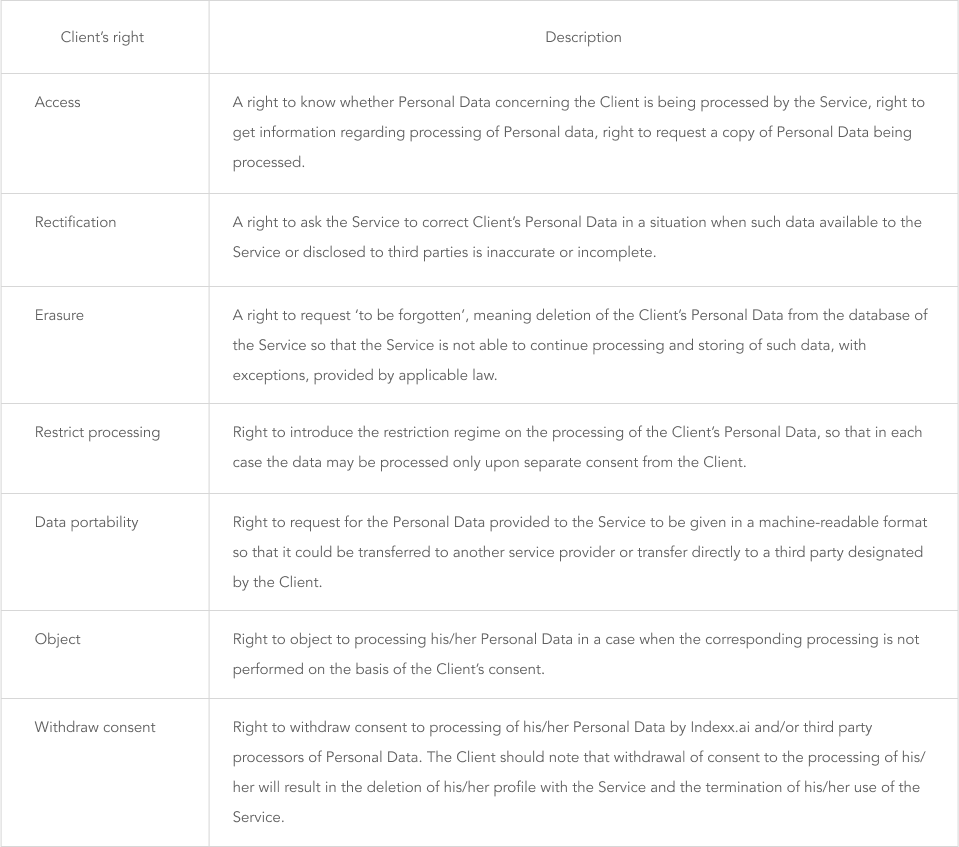 Client’s right
Description
Access
A right to know whether Personal Data concerning the Client is being processed by the Service, right to
get information regarding processing of Personal data, right to request a copy of Personal Data being
processed.
Rectification
A right to ask the Service to correct Client’s Personal Data in a situation when such data available to the
Service or disclosed to third parties is inaccurate or incomplete.
Erasure
A right to request ‘to be forgotten’, meaning deletion of the Client’s Personal Data from the database of
the Service so that the Service is not able to continue processing and storing of such data, with
exceptions, provided by applicable law.
Restrict processing
Right to introduce the restriction regime on the processing of the Client’s Personal Data, so that in each
case the data may be processed only upon separate consent from the Client.
Data portability
Right to request for the Personal Data provided to the Service to be given in a machine-readable format
so that it could be transferred to another service provider or transfer directly to a third party designated
by the Client.
Object
Right to object to processing his/her Personal Data in a case when the corresponding processing is not
performed on the basis of the Client’s consent.
Withdraw consent
Right to withdraw consent to processing of his/her Personal Data by Indexx.ai and/or third party
processors of Personal Data. The Client should note that withdrawal of consent to the processing of his/
her will result in the deletion of his/her profile with the Service and the termination of his/her use of the
Service.